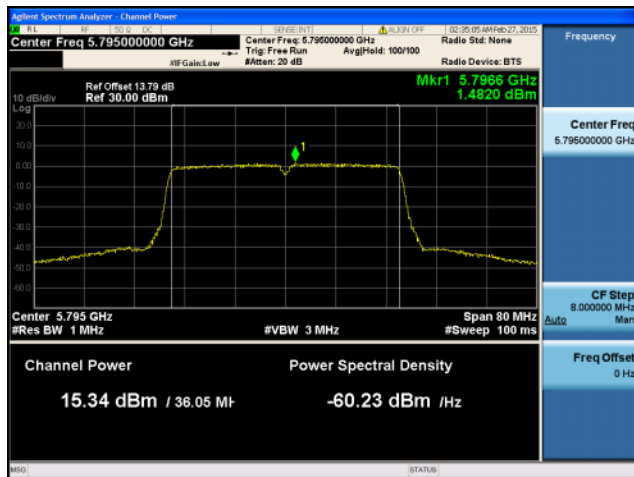 Agilent Spectrum Analyzer - Channel Power
RL RF 50 Ω DC SENSE:INT ALIGN OFF 02:35:05 AM Feb 27, 2015
Center Freq 5.795000000 GHz
Center Freq: 5.795000000 GHz
Radio Std: None
Trig: Free Run Avg|Hold: 100/100
#IFGain:Low #Atten: 20 dB Radio Device: BTS
Ref Offset 13.79 dB
10 dB/div Ref 30.00 dBm
Mkr1 5.7966 GHz
1.4820 dBm
Log
20.0
10.0
0.00
-10.0
-20.0
-30.0
-40.0
-50.0
-60.0
1
Center 5.795 GHz Span 80 MHz
#Res BW 1 MHz #VBW 3 MHz #Sweep 100 ms
Channel Power Power Spectral Density
15.34 dBm / 36.05 MH -60.23 dBm /Hz
MSG STATUS
Frequency
Center Freq
5.795000000 GHz
CF Step
8.000000 MHz
Auto Man
Freq Offset
0 Hz